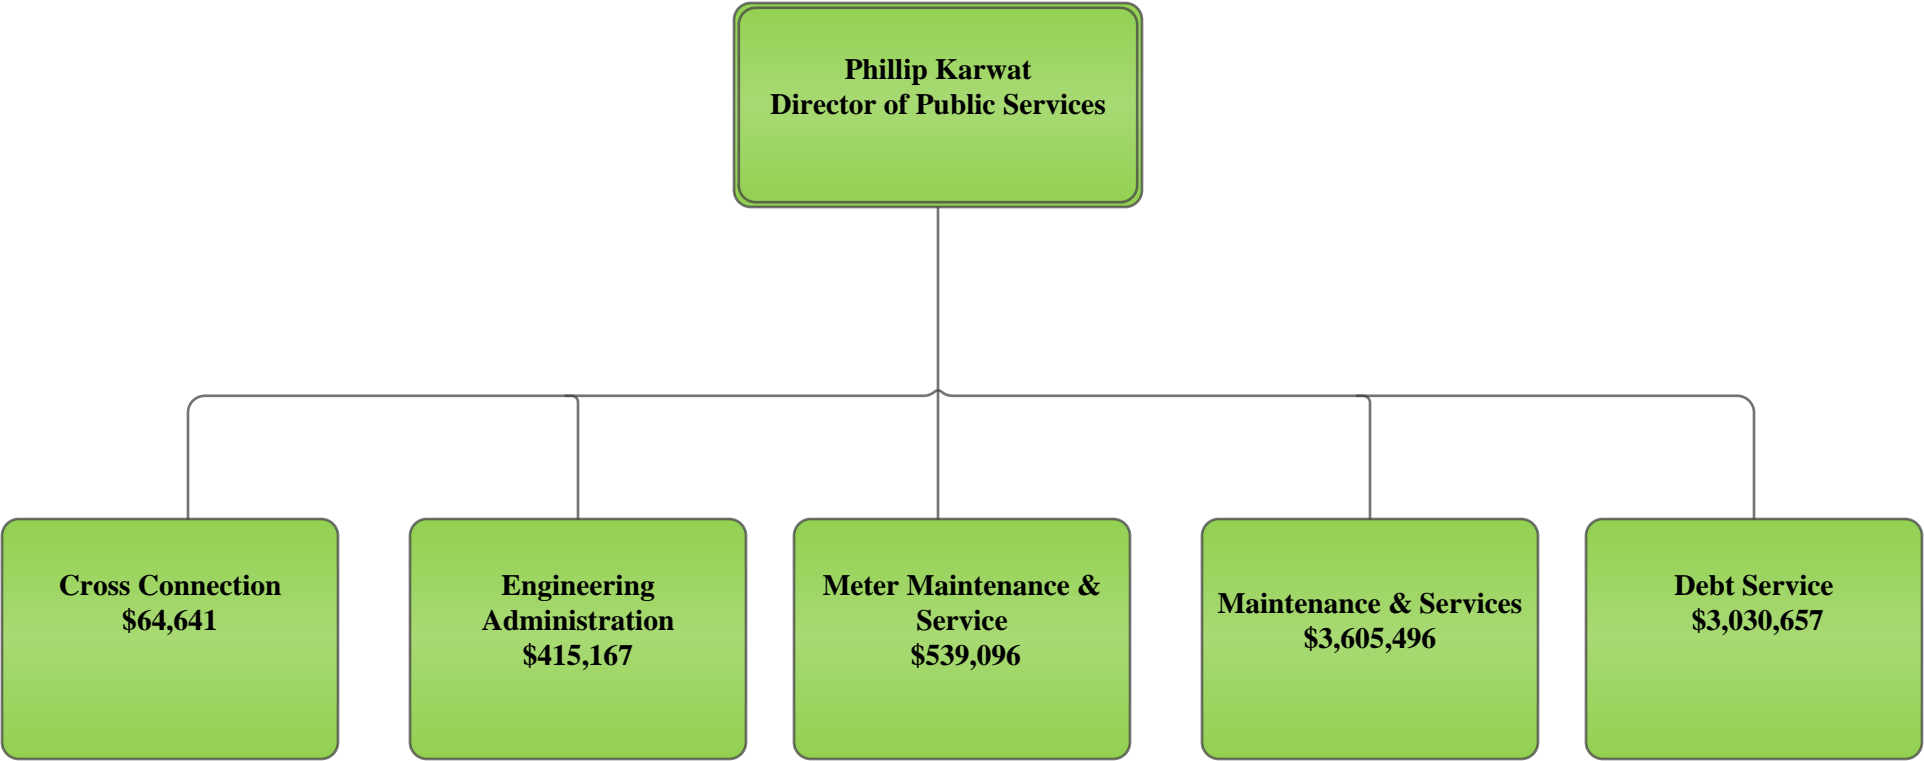 Phillip Karwat
Director of Public Services
Cross Connection
$64,641
Engineering
Administration
$415,167
Meter Maintenance &
Service
$539,096
Maintenance & Services
$3,605,496
Debt Service
$3,030,657